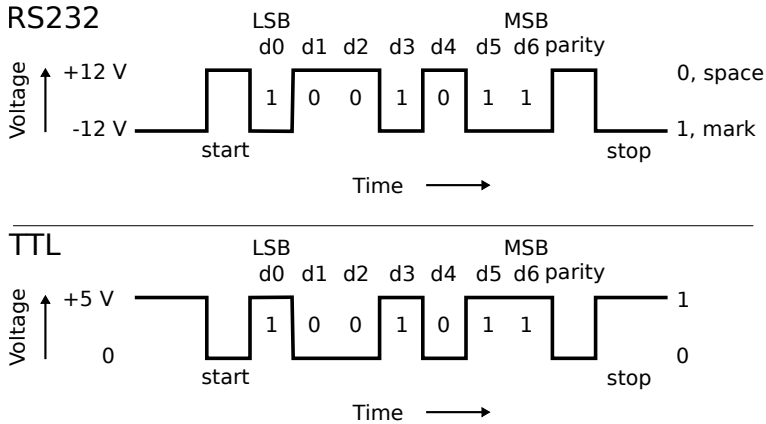 RS232
LSB MSB
d0 d1 d2 d3 d4 d5 d6 parity
Voltage
+12 V 0, space
1 0 0 1 0 1 1
-12 V 1, mark
start stop
Time
TTL
LSB MSB
d0 d1 d2 d3 d4 d5 d6 parity
Voltage
+5 V 1
1 0 0 1 0 1 1
0 0
start stop
Time